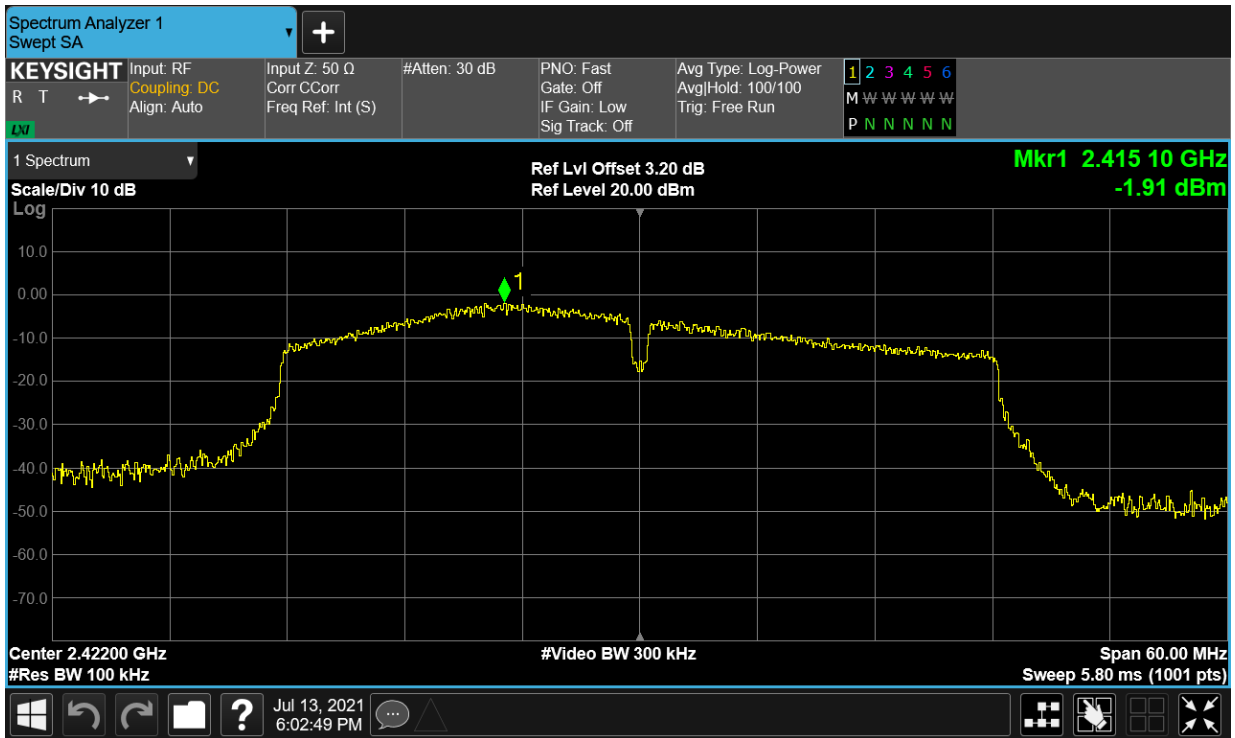 Spectrum Analyzer 1
Swept SA
+
KEYSIGHT
R T
LXI
Input: RF
Coupling: DC
Align: Auto
Input Z: 50 Ω
Corr CCorr
Freq Ref: Int (S)
#Atten: 30 dB
PNO: Fast
Gate: Off
IF Gain: Low
Sig Track: Off
Avg Type: Log-Power
Avg|Hold: 100/100
Trig: Free Run
1 2 3 4 5 6
M W W W W W
P N N N N N
1 Spectrum
Scale/Div 10 dB
Log
Ref Lvl Offset 3.20 dB
Ref Level 20.00 dBm
Mkr1 2.415 10 GHz
-1.91 dBm
10.0
0.00
-10.0
-20.0
-30.0
-40.0
-50.0
-60.0
-70.0
1
Center 2.42200 GHz
#Res BW 100 kHz
#Video BW 300 kHz
Span 60.00 MHz
Sweep 5.80 ms (1001 pts)
?
Jul 13, 2021
6:02:49 PM